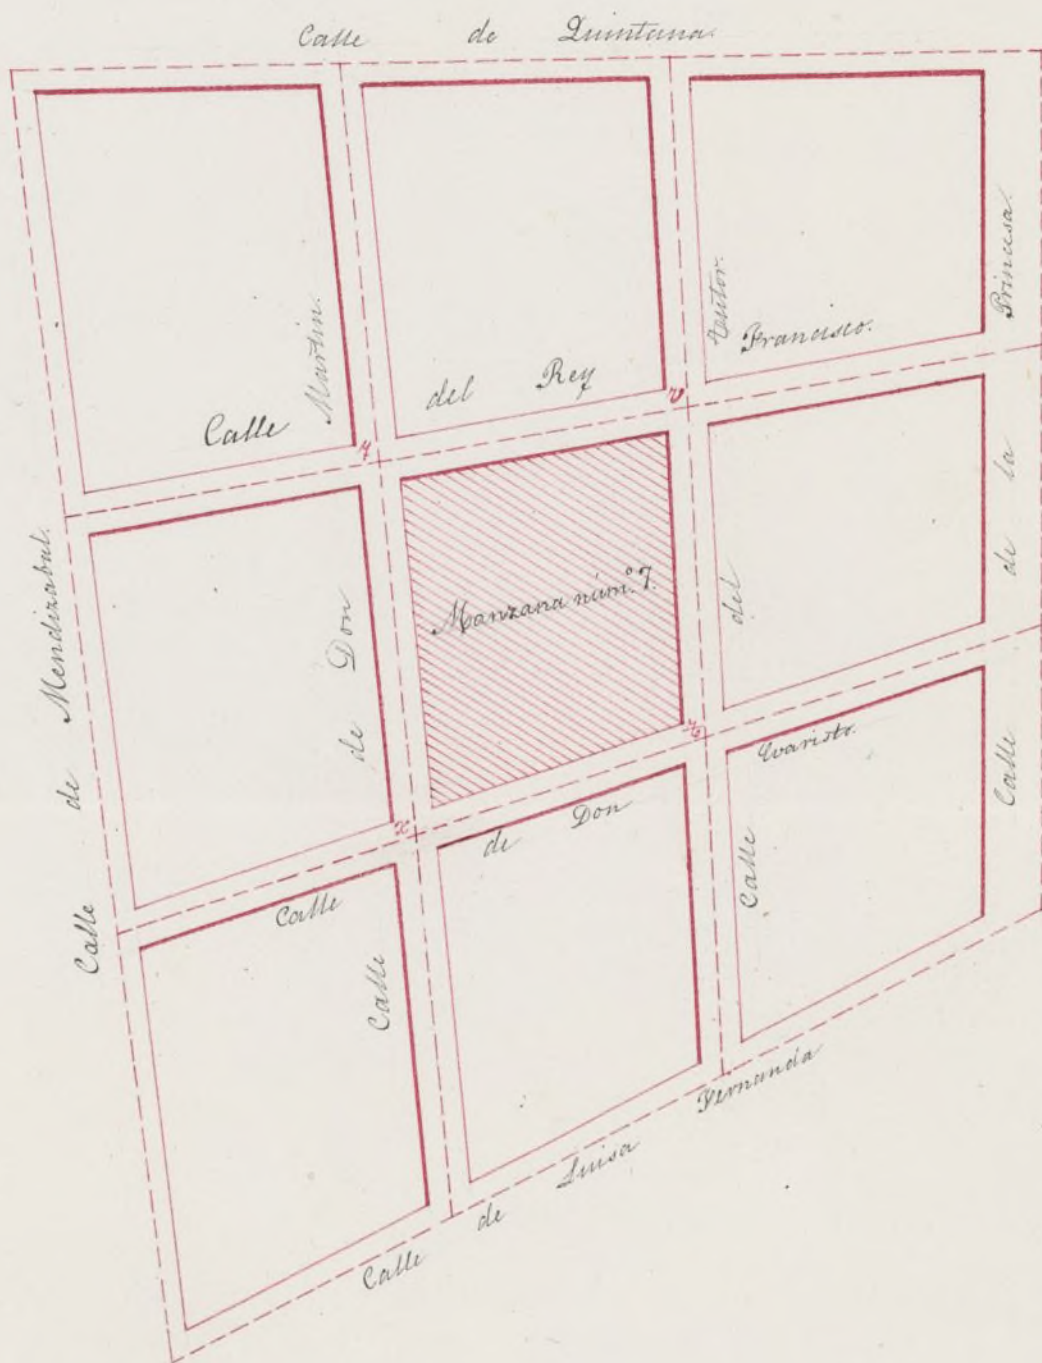 Calle de Quintana.
Calle de Mendizabal.
Calle de Don Martin.
Calle del Tutor.
Calle de la Princesa.
Calle del Rey Francisco.
Manzana núm.º 7.
Calle de Don Evaristo.
Calle de Luisa Fernanda
y
v
x